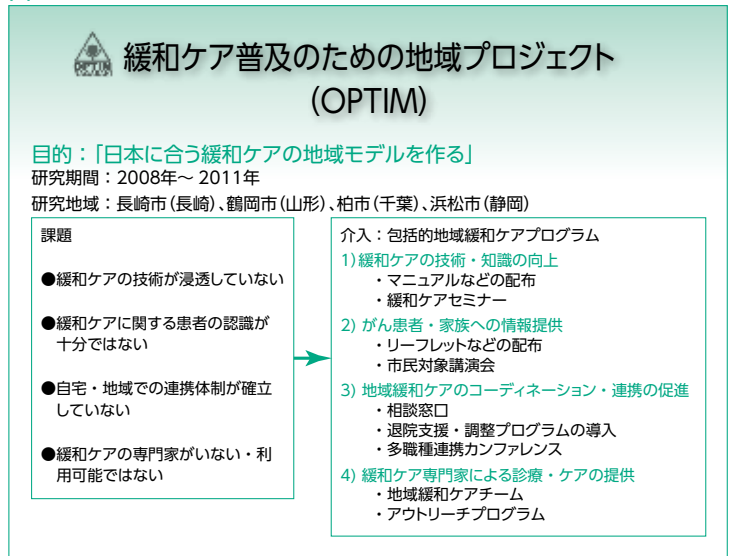 OPTIM
緩和ケア普及のための地域プロジェクト
(OPTIM)
目的：「日本に合う緩和ケアの地域モデルを作る」
研究期間：2008年～2011年
研究地域：長崎市(長崎)、鶴岡市(山形)、柏市(千葉)、浜松市(静岡)
課題
●緩和ケアの技術が浸透していない
●緩和ケアに関する患者の認識が
十分ではない
●自宅・地域での連携体制が確立
していない
●緩和ケアの専門家がいない・利
用可能ではない
介入：包括的地域緩和ケアプログラム
1)緩和ケアの技術・知識の向上
・マニュアルなどの配布
・緩和ケアセミナー
2) がん患者・家族への情報提供
・リーフレットなどの配布
・市民対象講演会
3) 地域緩和ケアのコーディネーション・連携の促進
・相談窓口
・退院支援・調整プログラムの導入
・多職種連携カンファレンス
4) 緩和ケア専門家による診療・ケアの提供
・地域緩和ケアチーム
・アウトリーチプログラム